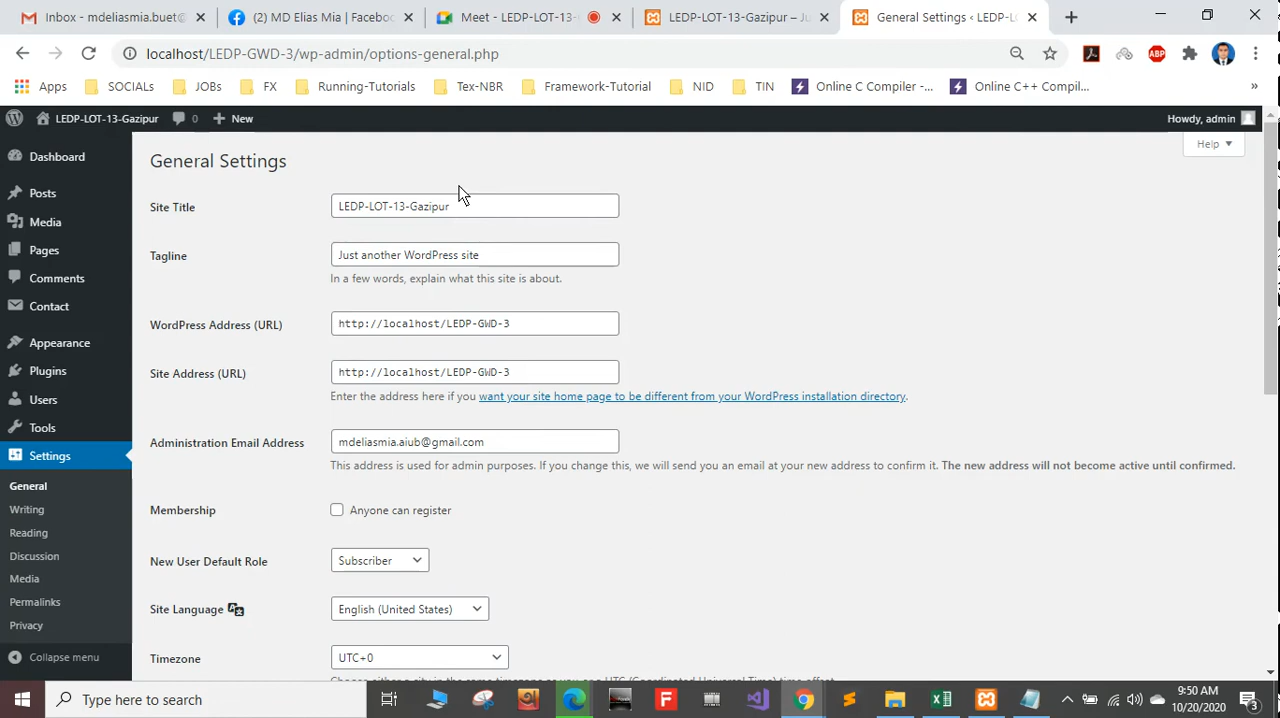 Inbox - mdeliasmia.buet@
(2) MD Elias Mia | Faceboo
Meet - LEDP-LOT-13-
LEDP-LOT-13-Gazipur – Ju
General Settings ‹ LEDP-L
localhost/LEDP-GWD-3/wp-admin/options-general.php
ABP
Apps
SOCIALs
JOBs
FX
Running-Tutorials
Tex-NBR
Framework-Tutorial
NID
TIN
Online C Compiler -...
Online C++ Compil...
LEDP-LOT-13-Gazipur
0
New
Howdy, admin
Help
Dashboard
Posts
Media
Pages
Comments
Contact
Appearance
Plugins
Users
Tools
Settings
General
Writing
Reading
Discussion
Media
Permalinks
Privacy
Collapse menu
General Settings
Site Title
LEDP-LOT-13-Gazipur
Tagline
Just another WordPress site
In a few words, explain what this site is about.
WordPress Address (URL)
http://localhost/LEDP-GWD-3
Site Address (URL)
http://localhost/LEDP-GWD-3
Enter the address here if you want your site home page to be different from your WordPress installation directory.
Administration Email Address
mdeliasmia.aiub@gmail.com
This address is used for admin purposes. If you change this, we will send you an email at your new address to confirm it. The new address will not become active until confirmed.
Membership
Anyone can register
New User Default Role
Subscriber
Site Language
English (United States)
Timezone
UTC+0
Type here to search
9:50 AM
10/20/2020
3